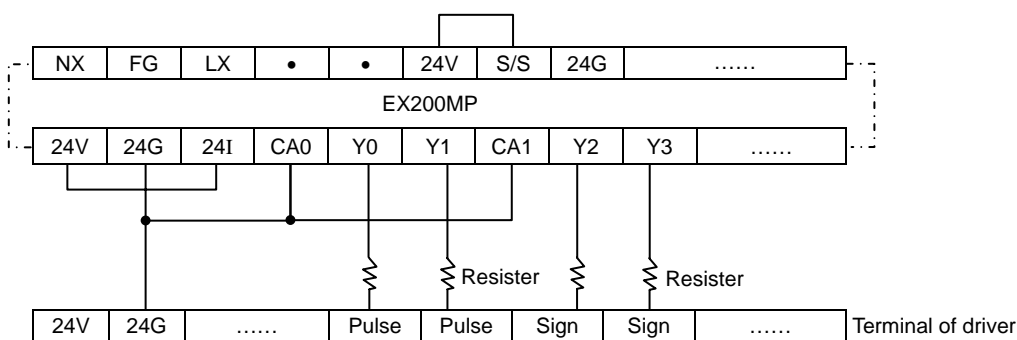 NX FG LX • • 24V S/S 24G ……
EX200MP
24V 24G 24I CA0 Y0 Y1 CA1 Y2 Y3 ……
Resister Resister
24V 24G …… Pulse Pulse Sign Sign …… Terminal of driver